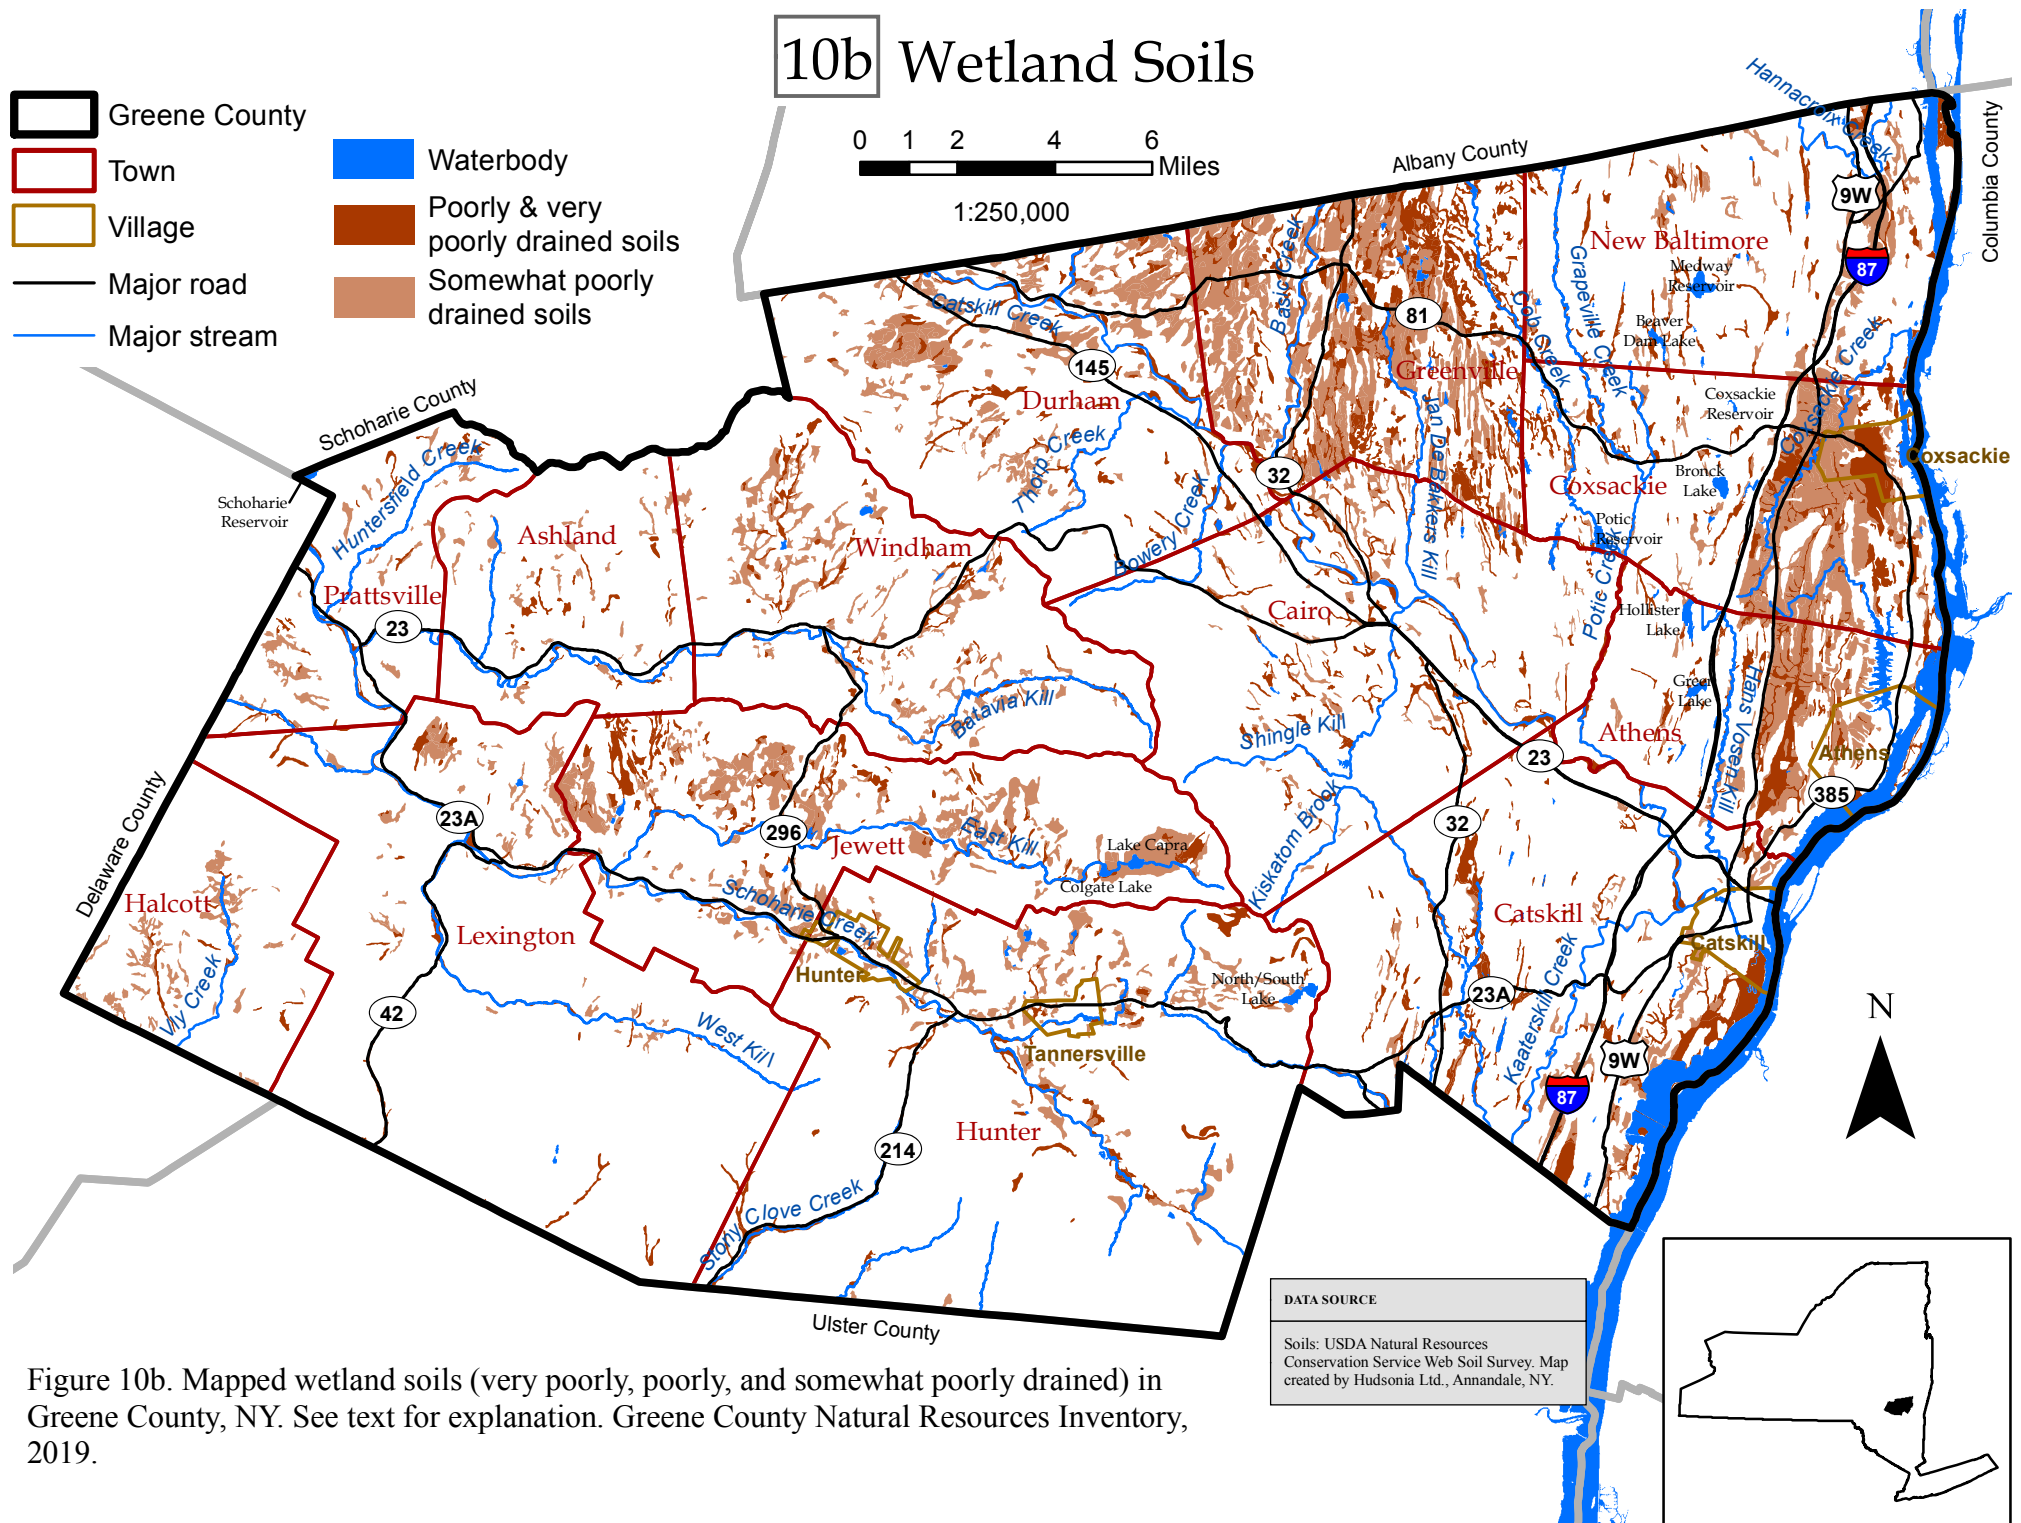 10b Wetland Soils
Greene County
Town
Village
Major road
Major stream
Waterbody
Poorly & very
poorly drained soils
Somewhat poorly
drained soils
0 1 2 4 6
Miles
1:250,000
Albany County
Columbia County
Schoharie County
Delaware County
Ulster County
Hannacroix Creek
9W
87
New Baltimore
Medway
Reservoir
Beaver
Dam Lake
Grapeville Creek
Cob Creek
Basic Creek
81
Greenville
Jan De Bakers Kill
Catskill Creek
145
Durham
Thorp Creek
Bowery Creek
32
Coxsackie Creek
Coxsackie
Reservoir
Coxsackie
Coxsackie
Bronck
Lake
Potic
Reservoir
Potic Creek
Hollister
Lake
Green
Lake
Hans Vosen Kill
Athens
Athens
385
23
Schoharie
Reservoir
Huntersfield Creek
Prattsville
23
Ashland
Windham
Cairo
Batavia Kill
Shingle Kill
Kiskatom Brook
32
23A
296
Jewett
East Kill
Lake Capra
Colgate Lake
Schoharie Creek
Halcott
Vly Creek
Lexington
42
West Kill
Hunter
Tannersville
North/South
Lake
Hunter
214
Stony Clove Creek
Catskill
Catskill
23A
Kaaterskill Creek
9W
87
N
DATA SOURCE
Soils: USDA Natural Resources
Conservation Service Web Soil Survey. Map
created by Hudsonia Ltd., Annandale, NY.
Figure 10b. Mapped wetland soils (very poorly, poorly, and somewhat poorly drained) in
Greene County, NY. See text for explanation. Greene County Natural Resources Inventory,
2019.